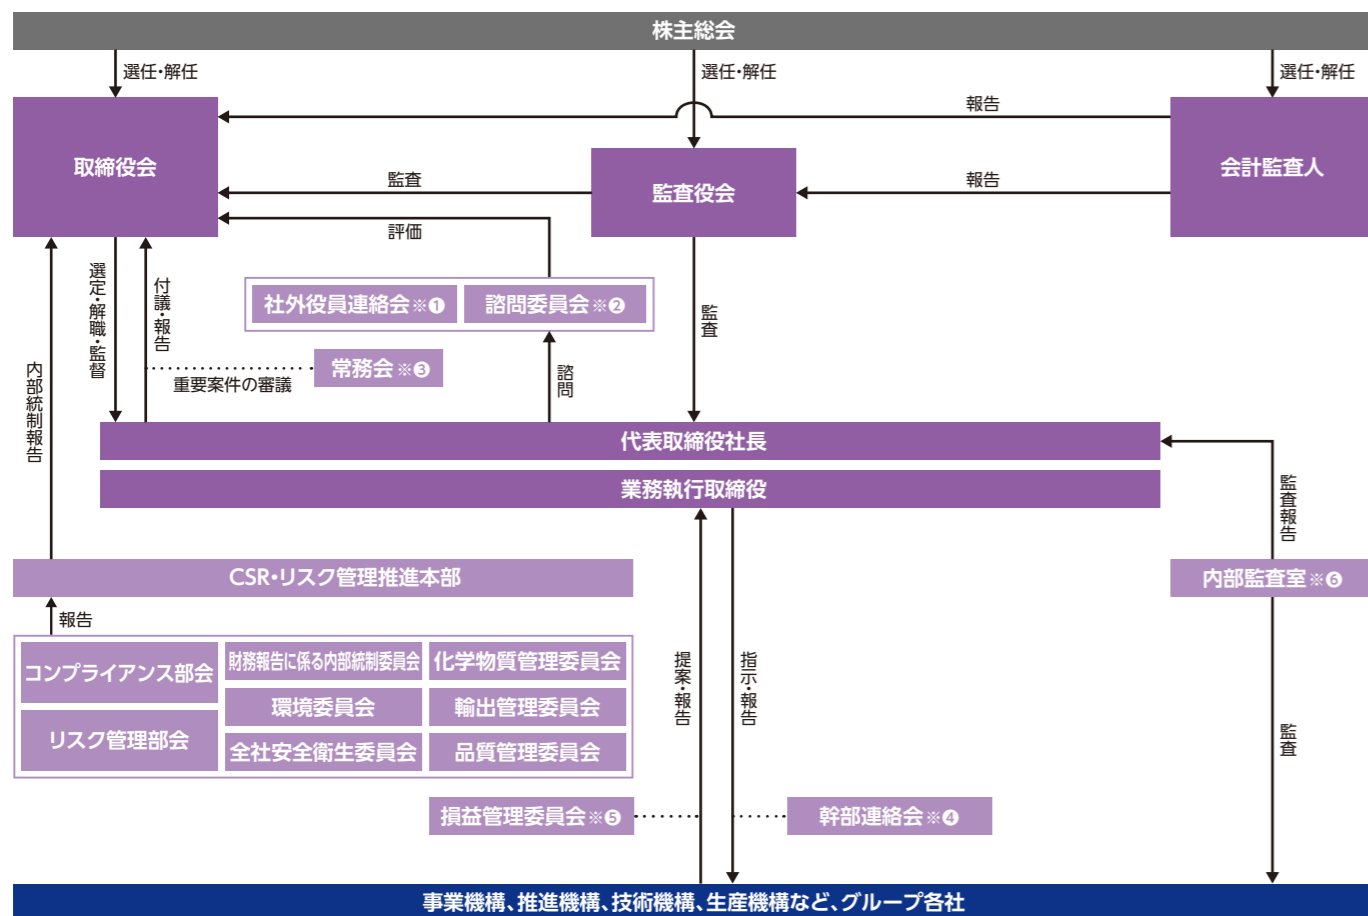 株主総会
選任・解任
選任・解任
選任・解任
取締役会
報告
会計監査人
監査
監査役会
報告
評価
選定・解職・監督
付議・報告
社外役員連絡会※❶
諮問委員会※❷
監査
常務会※❸
重要案件の審議
諮問
内部統制報告
代表取締役社長
業務執行取締役
監査報告
CSR・リスク管理推進本部
内部監査室※❻
報告
コンプライアンス部会
財務報告に係る内部統制委員会
化学物質管理委員会
環境委員会
輸出管理委員会
リスク管理部会
全社安全衛生委員会
品質管理委員会
提案・報告
指示・報告
監査
損益管理委員会※❺
幹部連絡会※❹
事業機構、推進機構、技術機構、生産機構など、グループ各社